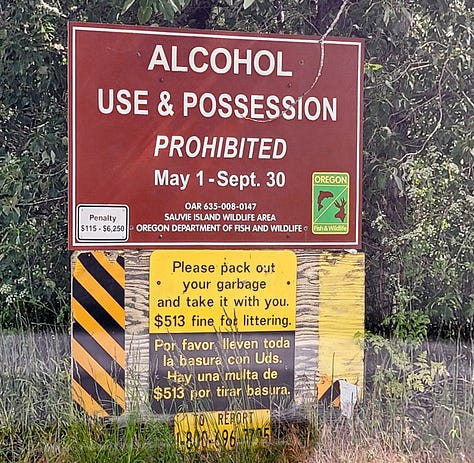 ALCOHOL
USE & POSSESSION
PROHIBITED
May 1 - Sept. 30
OAR 635-008-0147
SAUVIE ISLAND WILDLIFE AREA
OREGON DEPARTMENT OF FISH AND WILDLIFE
Penalty
$115 - $6,250
OREGON
Fish & Wildlife
Please pack out
your garbage
and take it with you.
$513 fine for littering.
Por favor, lleven toda
la basura con Uds.
Hay una multa de
$513 por tirar basura.
TO REPORT